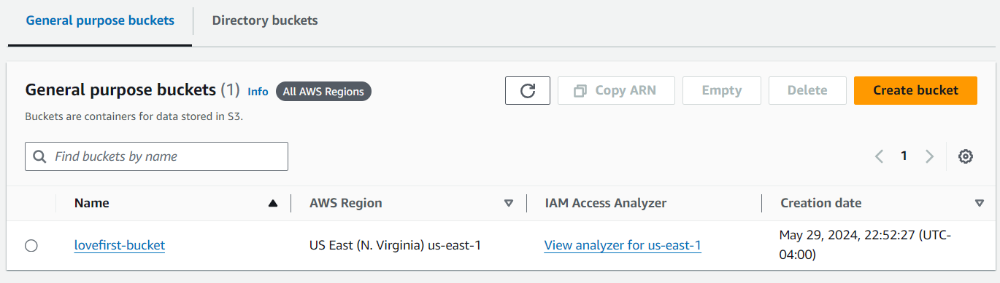 General purpose buckets
Directory buckets
General purpose buckets (1) Info All AWS Regions
Copy ARN
Empty
Delete
Create bucket
Buckets are containers for data stored in S3.
Find buckets by name
1
Name
AWS Region
IAM Access Analyzer
Creation date
lovefirst-bucket
US East (N. Virginia) us-east-1
View analyzer for us-east-1
May 29, 2024, 22:52:27 (UTC-
04:00)